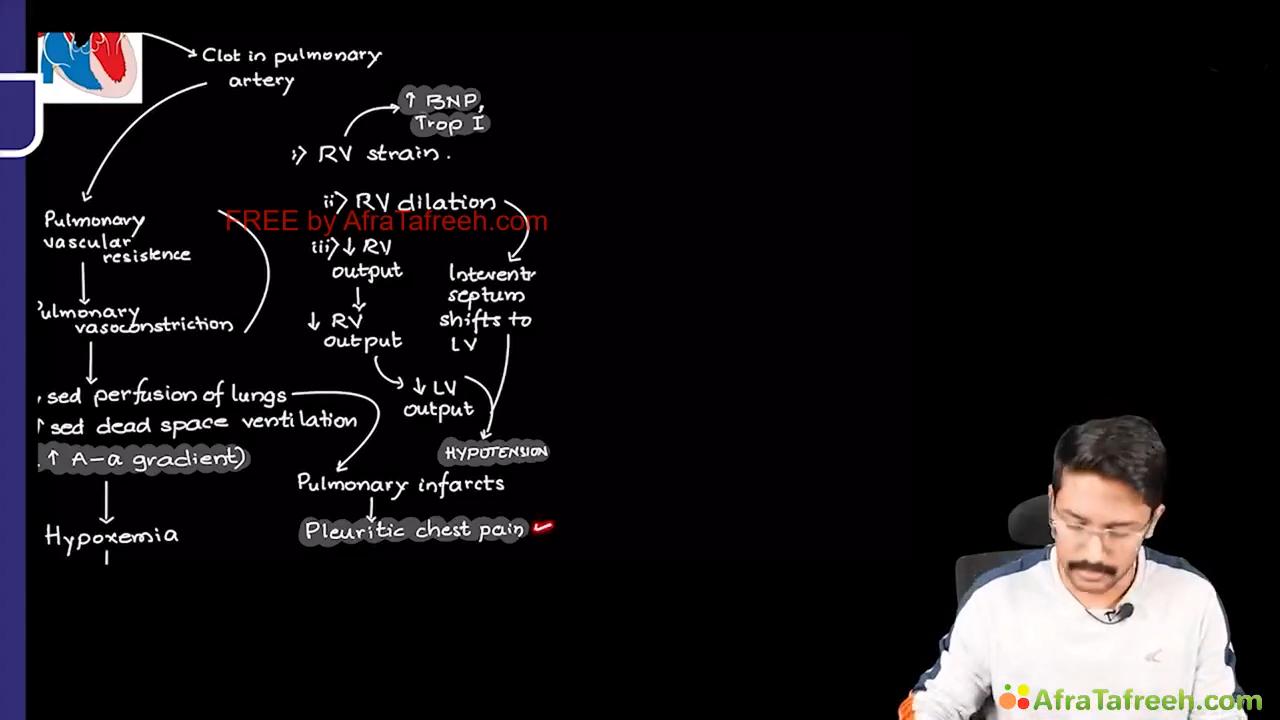 Clot in pulmonary
artery
↑ BNP,
Trop I
i> RV strain.
ii> RV dilation
FREE by AfraTafreeh.com
Pulmonary
vascular
resistence
iii> ↓ RV
output
Interventr
septum
shifts to
LV
Pulmonary
vasoconstriction
↓ RV
output
↓ LV
output
↓sed perfusion of lungs
↑sed dead space ventilation
(↑ A-a gradient)
HYPOTENSION
Pulmonary infarcts
Pleuritic chest pain
Hypoxemia
AfraTafreeh.com